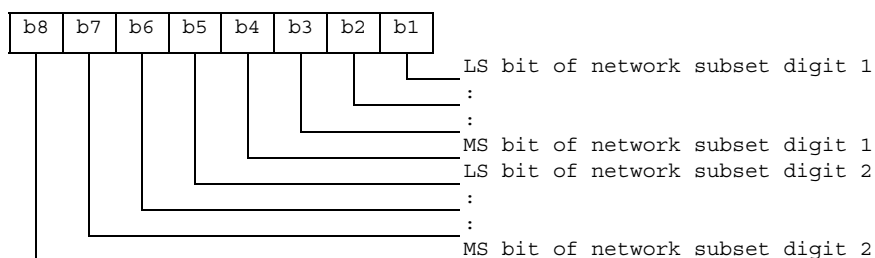 b8 b7 b6 b5 b4 b3 b2 b1
LS bit of network subset digit 1
:
:
MS bit of network subset digit 1
LS bit of network subset digit 2
:
:
MS bit of network subset digit 2